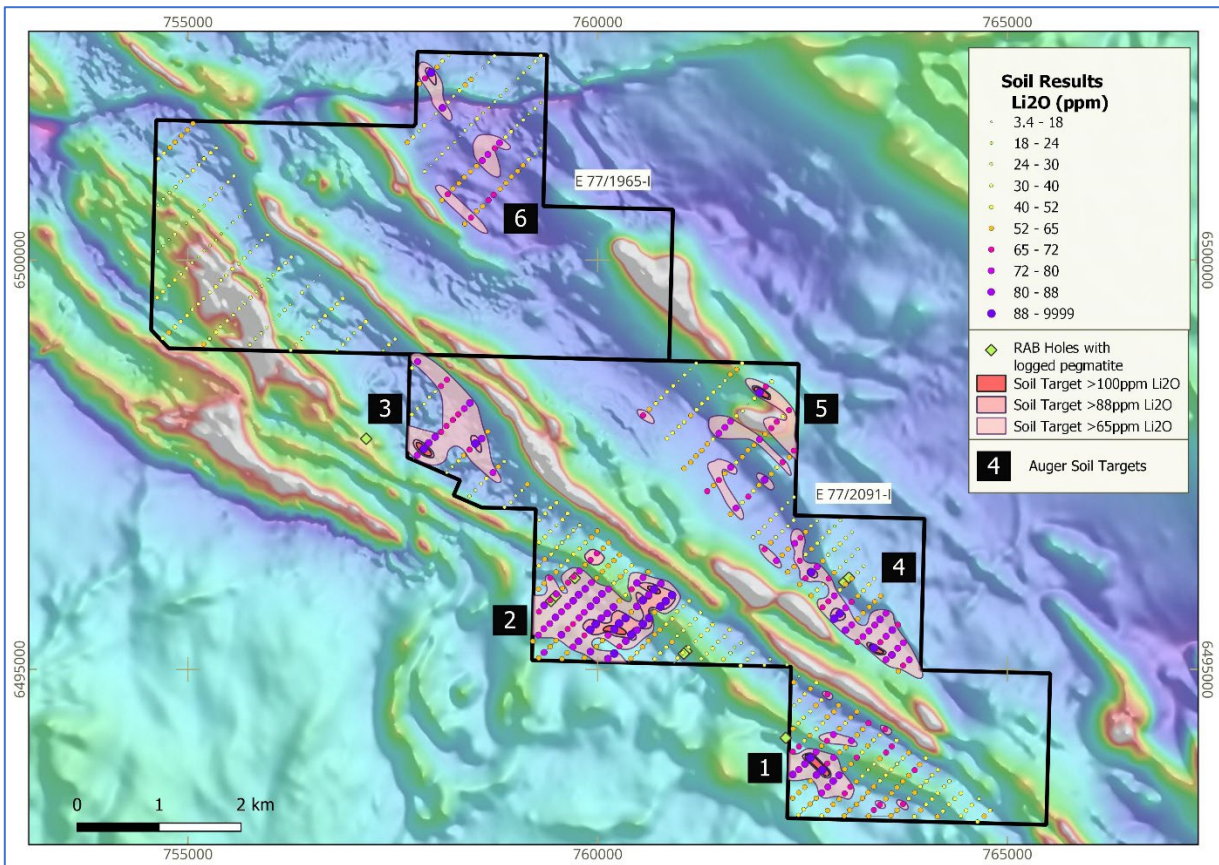 755000
760000
765000
Soil Results
Li2O (ppm)
3.4 - 18
18 - 24
24 - 30
30 - 40
40 - 52
52 - 65
65 - 72
72 - 80
80 - 88
88 - 9999
RAB Holes with
logged pegmatite
Soil Target >100ppm Li2O
Soil Target >88ppm Li2O
Soil Target >65ppm Li2O
4 Auger Soil Targets
E 77/1965-I
6
6500000
6500000
3
5
E 77/2091-I
4
2
6495000
6495000
1
0 1 2 km
755000
760000
765000